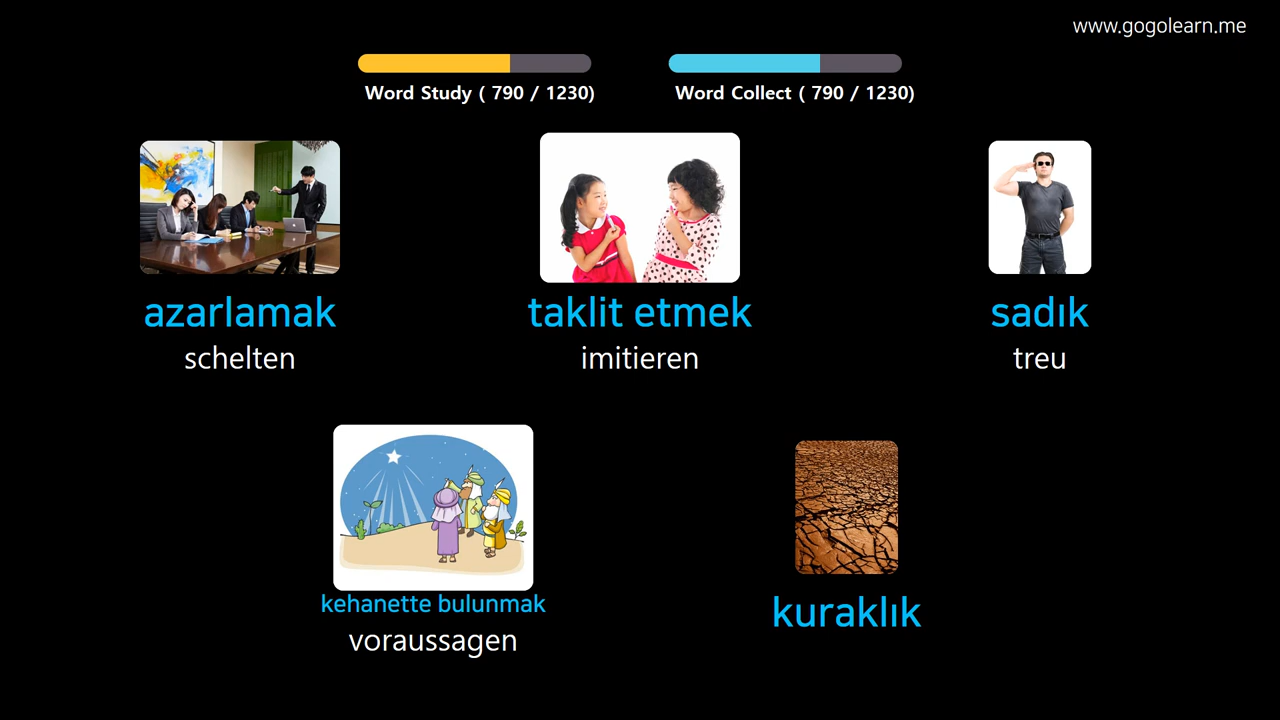 www.gogolearn.me
Word Study ( 790 / 1230)
Word Collect ( 790 / 1230)
azarlamak
schelten
taklit etmek
imitieren
sadık
treu
kehanette bulunmak
voraussagen
kuraklık